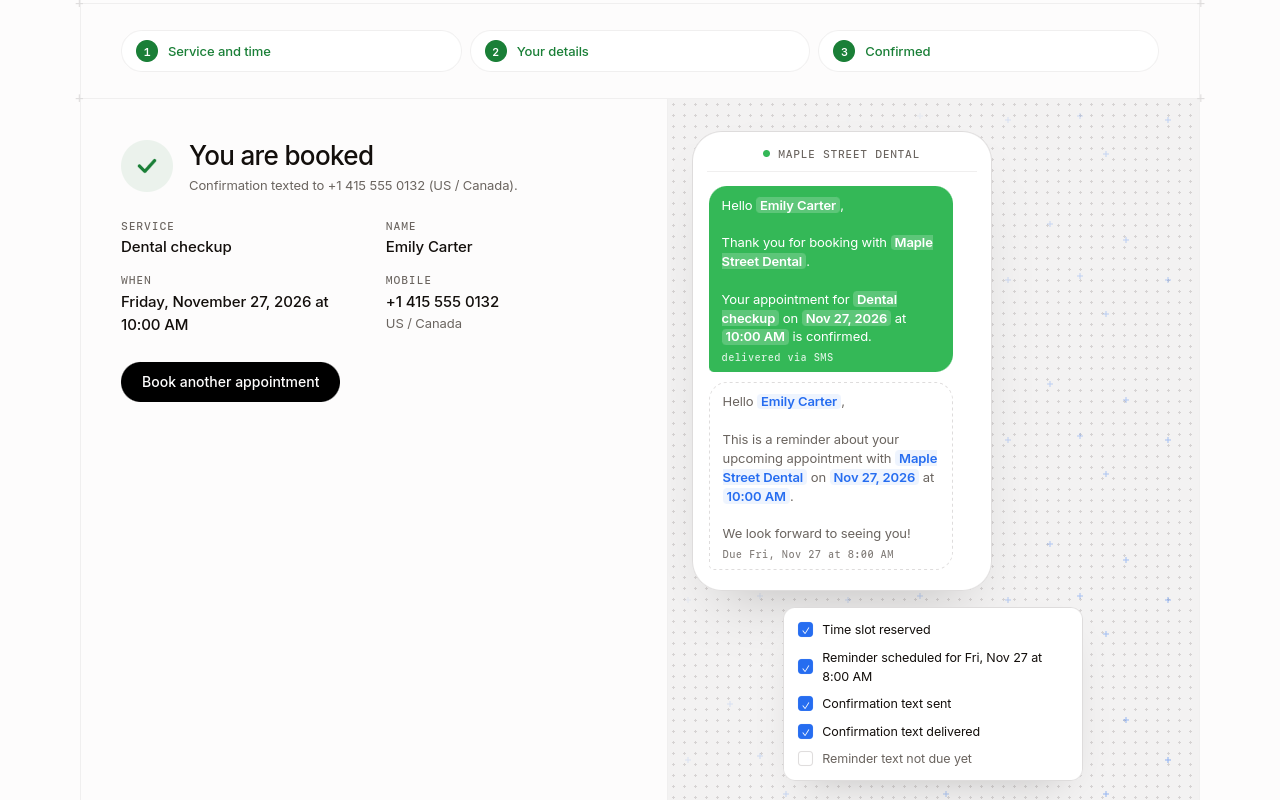 1 Service and time
2 Your details
3 Confirmed
You are booked
Confirmation texted to +1 415 555 0132 (US / Canada).
SERVICE
Dental checkup
NAME
Emily Carter
WHEN
Friday, November 27, 2026 at
10:00 AM
MOBILE
+1 415 555 0132
US / Canada
Book another appointment
MAPLE STREET DENTAL
Hello Emily Carter,
Thank you for booking with Maple
Street Dental.
Your appointment for Dental
checkup on Nov 27, 2026 at
10:00 AM is confirmed.
delivered via SMS
Hello Emily Carter,
This is a reminder about your
upcoming appointment with Maple
Street Dental on Nov 27, 2026 at
10:00 AM.
We look forward to seeing you!
Due Fri, Nov 27 at 8:00 AM
Time slot reserved
Reminder scheduled for Fri, Nov 27 at
8:00 AM
Confirmation text sent
Confirmation text delivered
Reminder text not due yet